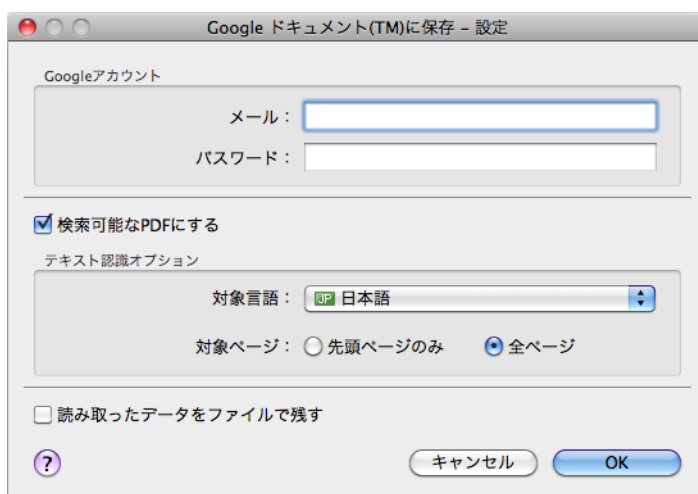 Google ドキュメント(TM)に保存 – 設定
Googleアカウント
メール：
パスワード：
検索可能なPDFにする
テキスト認識オプション
対象言語： JP 日本語
対象ページ： 先頭ページのみ 全ページ
読み取ったデータをファイルで残す
? キャンセル OK